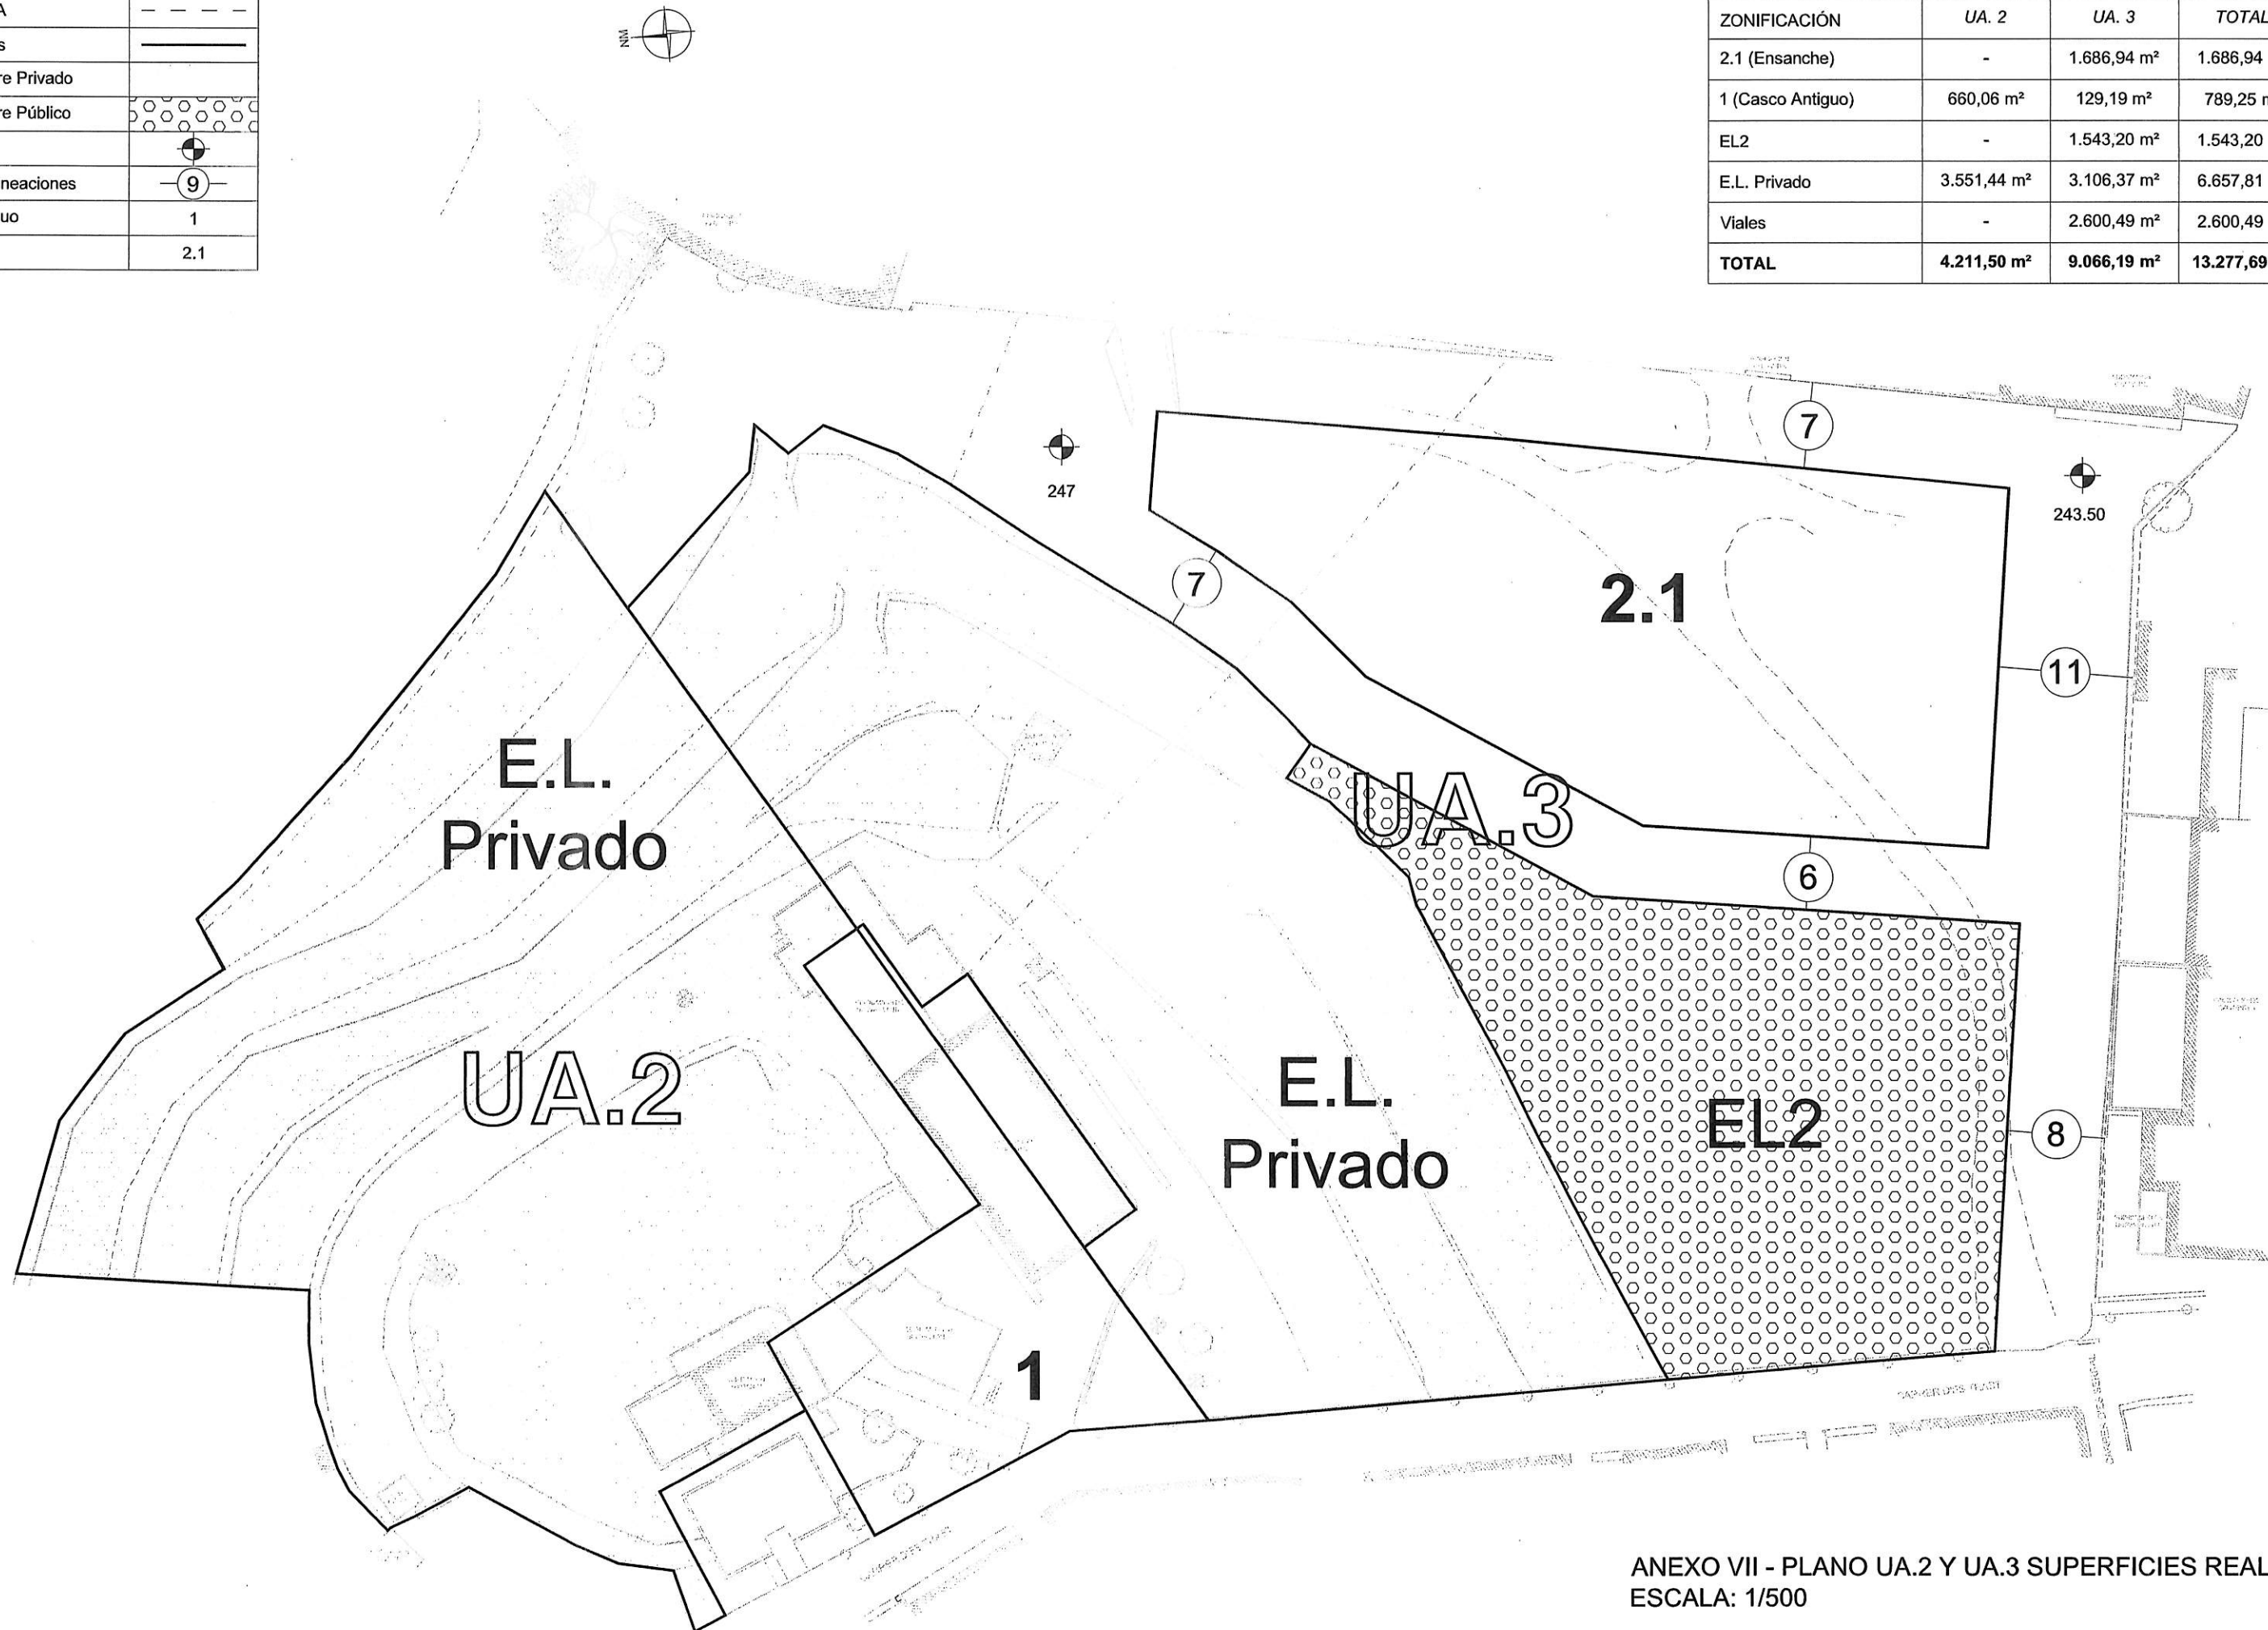 A
s
re Privado
re Público
neaciones 9
uo 1
2.1
NM
ZONIFICACIÓN UA. 2 UA. 3 TOTAL
2.1 (Ensanche) - 1.686,94 m² 1.686,94
1 (Casco Antiguo) 660,06 m² 129,19 m² 789,25 m
EL2 - 1.543,20 m² 1.543,20
E.L. Privado 3.551,44 m² 3.106,37 m² 6.657,81
Viales - 2.600,49 m² 2.600,49
TOTAL 4.211,50 m² 9.066,19 m² 13.277,69
7
247
243.50
7
2.1
11
E.L.
Privado
UA.3
6
UA.2
E.L.
Privado
EL2
8
1
ANEXO VII - PLANO UA.2 Y UA.3 SUPERFICIES REAL
ESCALA: 1/500